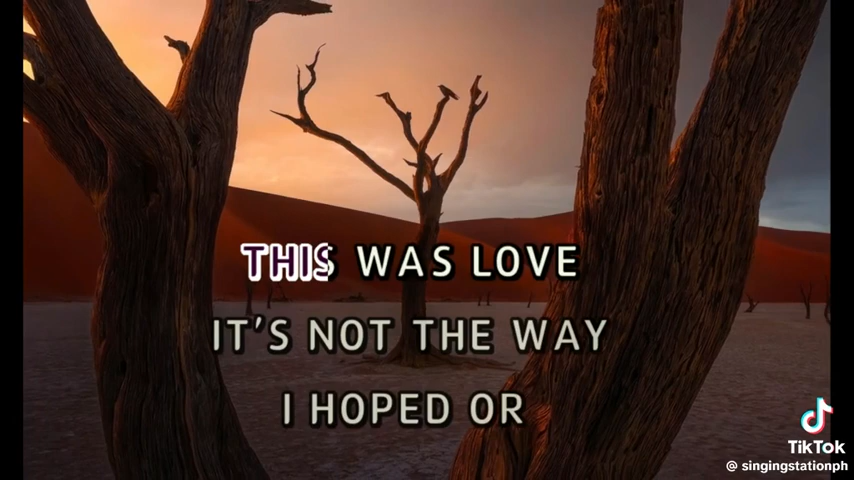 THIS WAS LOVE
IT'S NOT THE WAY
I HOPED OR
TikTok
@ singingstationph